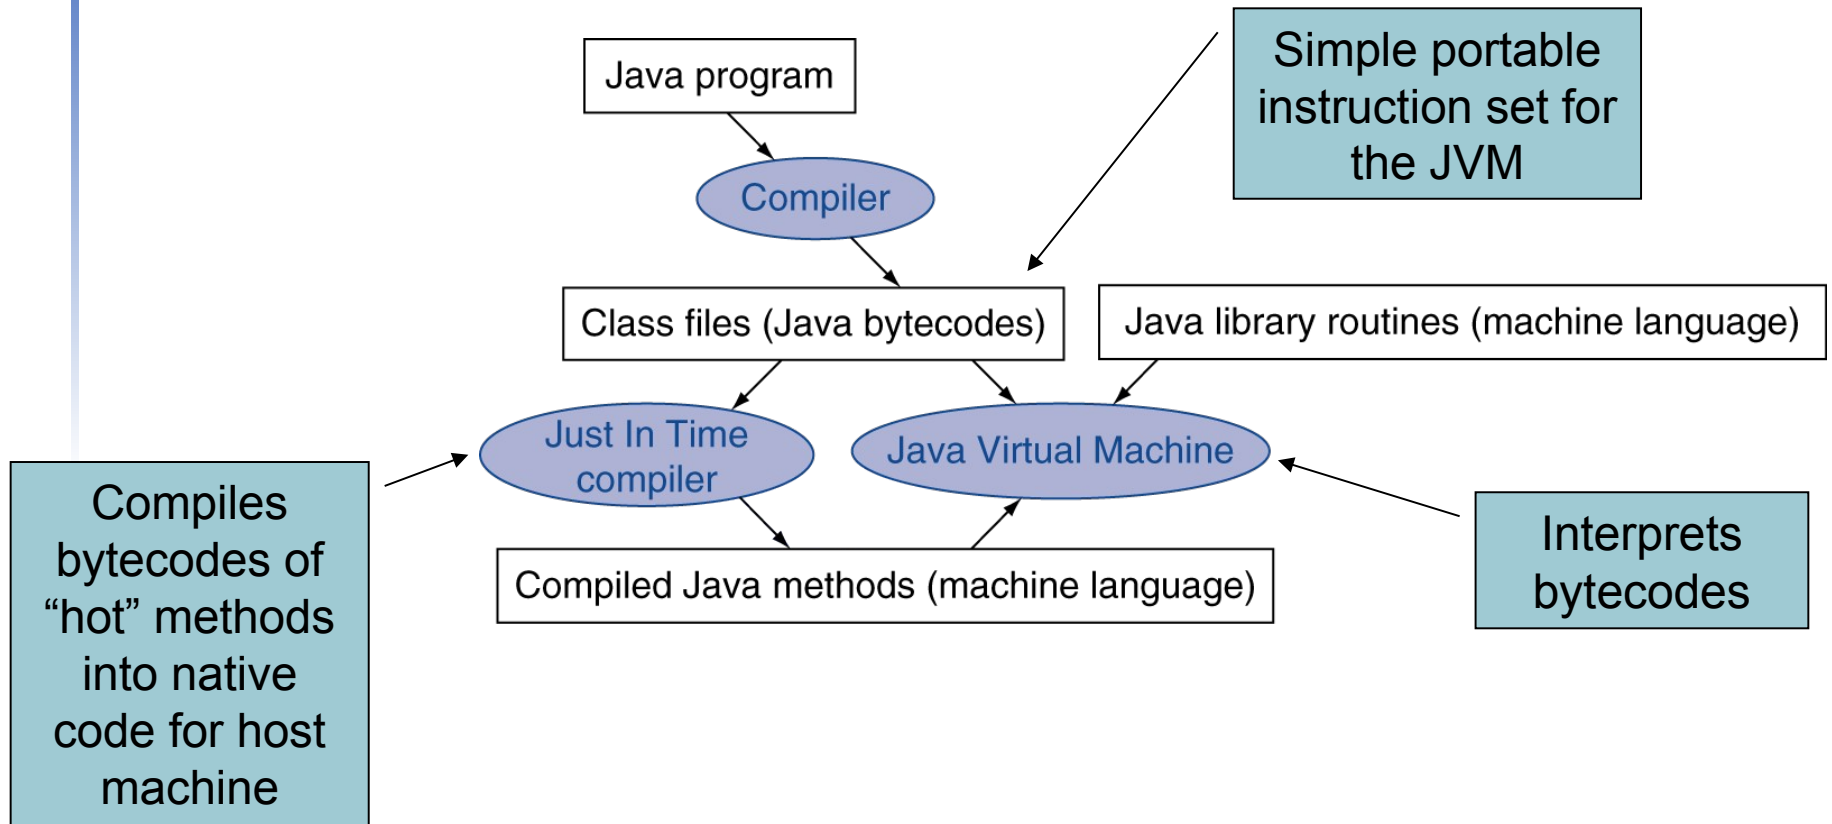 Java program
Simple portable
instruction set for
the JVM
Compiler
Class files (Java bytecodes)
Java library routines (machine language)
Just In Time
compiler
Java Virtual Machine
Compiles
bytecodes of
“hot” methods
into native
code for host
machine
Interprets
bytecodes
Compiled Java methods (machine language)